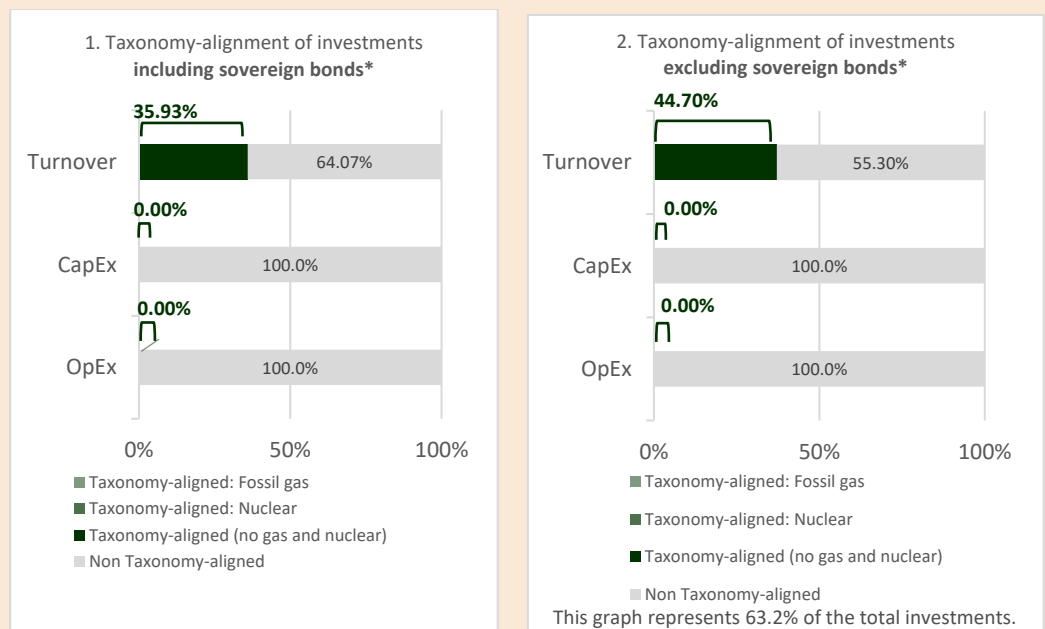 1. Taxonomy-alignment of investments
including sovereign bonds*
35.93%
Turnover
64.07%
0.00%
CapEx
100.0%
0.00%
OpEx
100.0%
0%
50%
100%
Taxonomy-aligned: Fossil gas
Taxonomy-aligned: Nuclear
Taxonomy-aligned (no gas and nuclear)
Non Taxonomy-aligned
2. Taxonomy-alignment of investments
excluding sovereign bonds*
44.70%
Turnover
55.30%
0.00%
CapEx
100.0%
0.00%
OpEx
100.0%
0%
50%
100%
Taxonomy-aligned: Fossil gas
Taxonomy-aligned: Nuclear
Taxonomy-aligned (no gas and nuclear)
Non Taxonomy-aligned
This graph represents 63.2% of the total investments.